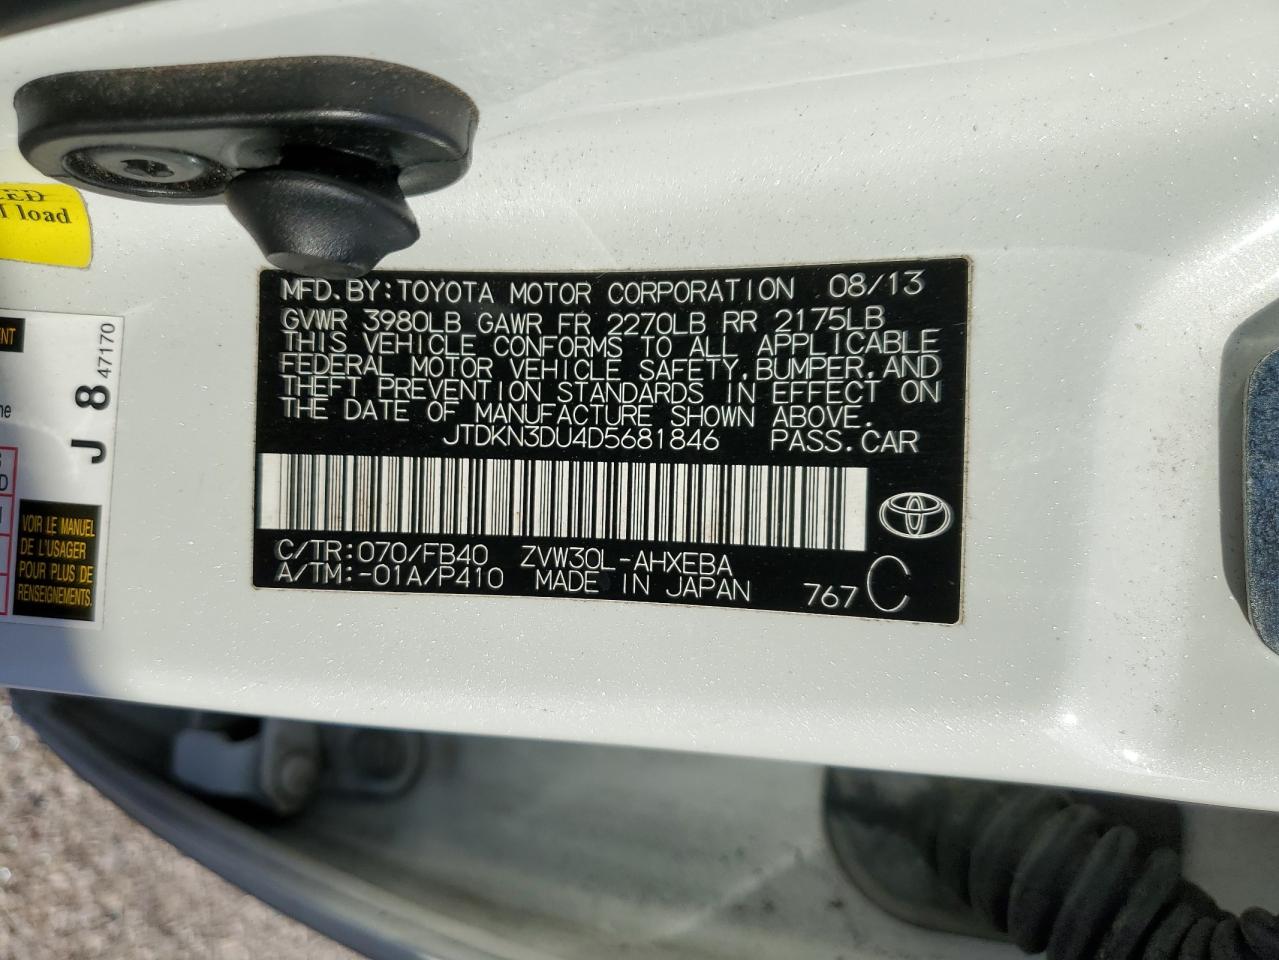 ED
load
MFD. BY: TOYOTA MOTOR CORPORATION 08/13
GVWR 3980LB GAWR FR 2270LB RR 2175LB
THIS VEHICLE CONFORMS TO ALL APPLICABLE
FEDERAL MOTOR VEHICLE SAFETY, BUMPER, AND
THEFT PREVENTION STANDARDS IN EFFECT ON
THE DATE OF MANUFACTURE SHOWN ABOVE.
JTDKN3DU4D5681846 PASS. CAR
C/TR: 070/FB40 ZVW30L-AHXEBA
A/TM: -01A/P410 MADE IN JAPAN 767 C
J 8 47170
VOIR LE MANUEL
DE L'USAGER
POUR PLUS DE
RENSEIGNEMENTS.